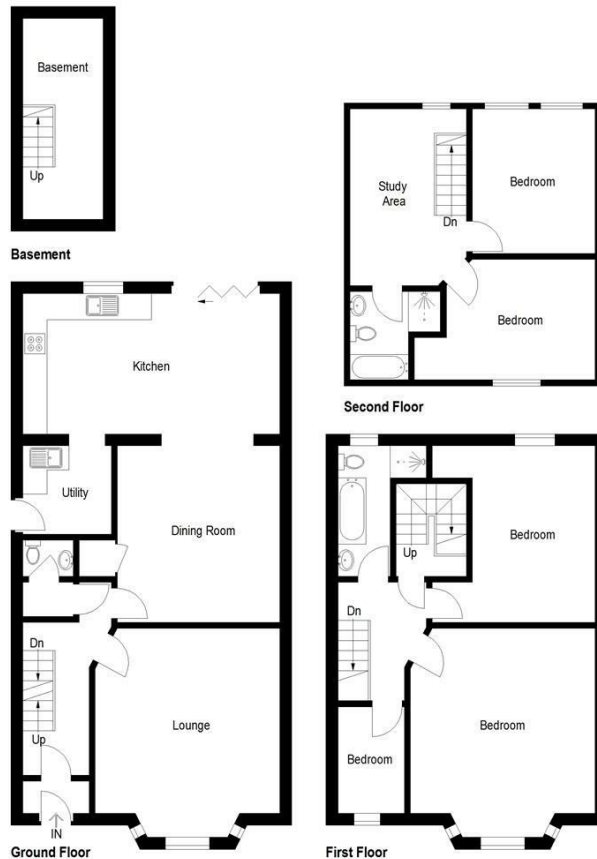 Basement
Up
Basement
Study
Area
Dn
Bedroom
Bedroom
Second Floor
Kitchen
Utility
Dining Room
Dn
Up
Lounge
IN
Ground Floor
Up
Bedroom
Dn
Bedroom
Bedroom
First Floor